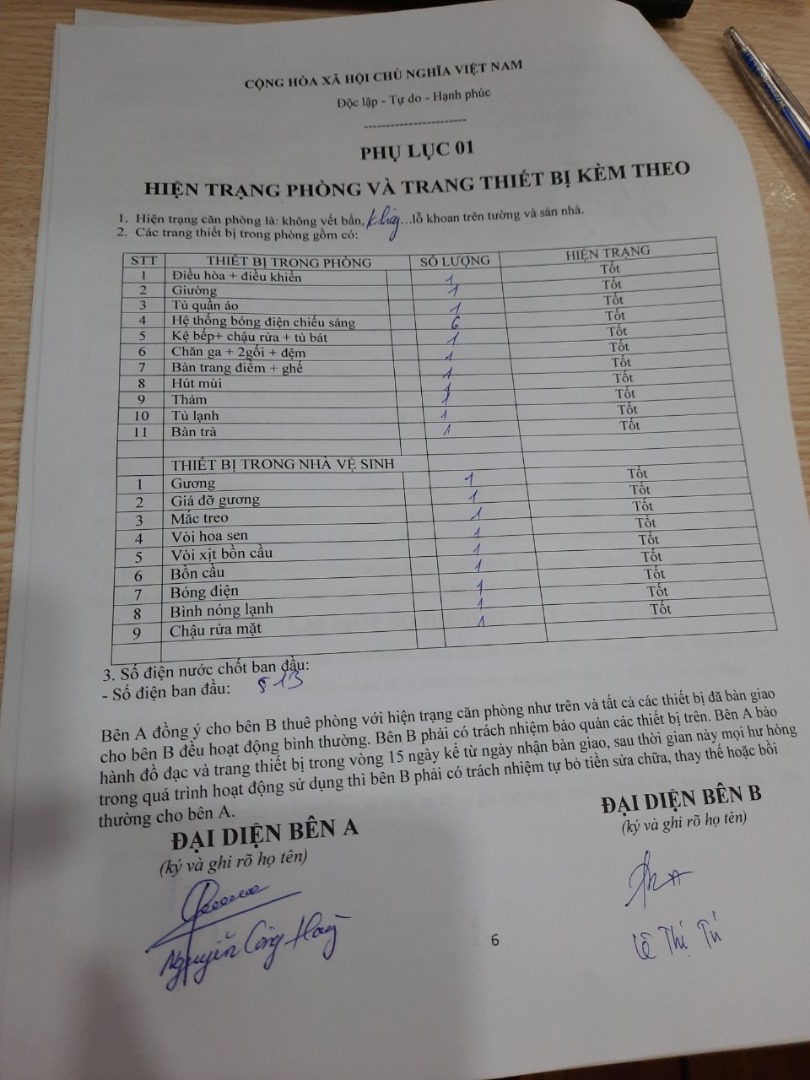 CỘNG HÒA XÃ HỘI CHỦ NGHĨA VIỆT NAM
Độc lập - Tự do - Hạnh phúc
PHỤ LỤC 01
HIỆN TRẠNG PHÒNG VÀ TRANG THIẾT BỊ KÈM THEO
1. Hiện trạng căn phòng là: không vết bẩn, không...lỗ khoan trên tường và sàn nhà.
2. Các trang thiết bị trong phòng gồm có:
STT THIẾT BỊ TRONG PHÒNG SỐ LƯỢNG HIỆN TRẠNG
1 Điều hòa + điều khiển 1 Tốt
2 Giường 1 Tốt
3 Tủ quần áo 1 Tốt
4 Hệ thống bóng điện chiếu sáng 6 Tốt
5 Kệ bếp+ chậu rửa + tủ bát 1 Tốt
6 Chăn ga + 2gối + đệm 1 Tốt
7 Bàn trang điểm + ghế 1 Tốt
8 Hút mùi 1 Tốt
9 Thảm 1 Tốt
10 Tủ lạnh 1 Tốt
11 Bàn trà 1 Tốt
THIẾT BỊ TRONG NHÀ VỆ SINH
1 Gương 1 Tốt
2 Giá đỡ gương 1 Tốt
3 Mắc treo 1 Tốt
4 Vòi hoa sen 1 Tốt
5 Vòi xịt bồn cầu 1 Tốt
6 Bồn cầu 1 Tốt
7 Bóng điện 1 Tốt
8 Bình nóng lạnh 1 Tốt
9 Chậu rửa mặt 1 Tốt
3. Số điện nước chốt ban đầu:
- Số điện ban đầu: 513
Bên A đồng ý cho bên B thuê phòng với hiện trạng căn phòng như trên và tất cả các thiết bị đã bàn giao
cho bên B đều hoạt động bình thường. Bên B phải có trách nhiệm bảo quản các thiết bị trên. Bên A bảo
hành đồ đạc và trang thiết bị trong vòng 15 ngày kể từ ngày nhận bàn giao, sau thời gian này mọi hư hỏng
trong quá trình hoạt động sử dụng thì bên B phải có trách nhiệm tự bỏ tiền sửa chữa, thay thế hoặc bồi
thường cho bên A.
ĐẠI DIỆN BÊN A
(ký và ghi rõ họ tên)
Nguyễn Công
ĐẠI DIỆN BÊN B
(ký và ghi rõ họ tên)
Lê Thị Tú
6